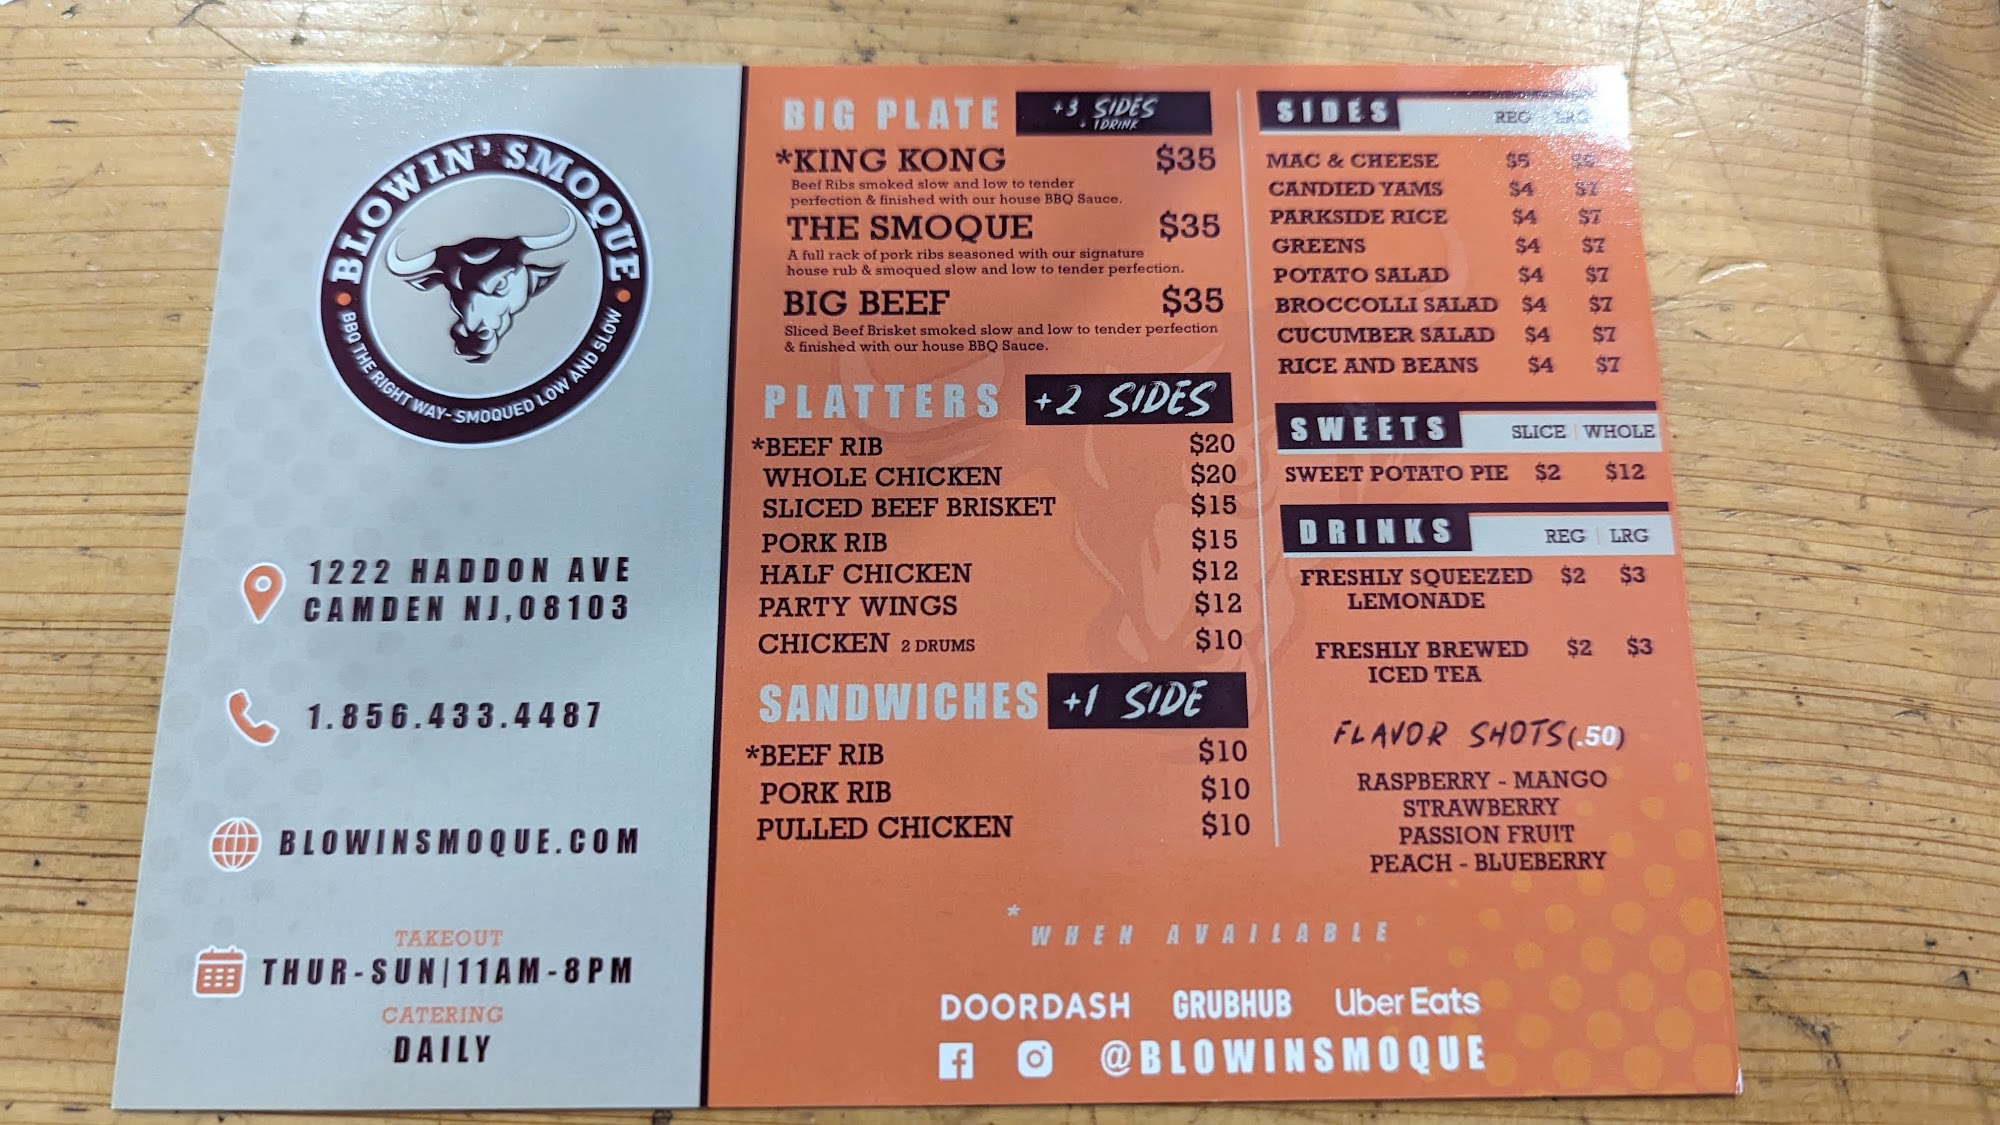 BLOWIN' SMOQUE
BBQ THE RIGHT WAY- SMOQUED LOW AND SLOW
1222 HADDON AVE
CAMDEN NJ,08103
1.856.433.4487
BLOWINSMOQUE.COM
TAKEOUT
THUR-SUN|11AM-8PM
CATERING
DAILY
BIG PLATE +3 SIDES
+ 1 DRINK
*KING KONG $35
Beef Ribs smoked slow and low to tender
perfection & finished with our house BBQ Sauce.
THE SMOQUE $35
A full rack of pork ribs seasoned with our signature
house rub & smoqued slow and low to tender perfection.
BIG BEEF $35
Sliced Beef Brisket smoked slow and low to tender perfection
& finished with our house BBQ Sauce.
PLATTERS +2 SIDES
*BEEF RIB $20
WHOLE CHICKEN $20
SLICED BEEF BRISKET $15
PORK RIB $15
HALF CHICKEN $12
PARTY WINGS $12
CHICKEN 2 DRUMS $10
SANDWICHES +1 SIDE
*BEEF RIB $10
PORK RIB $10
PULLED CHICKEN $10
SIDES REG | LRG
MAC & CHEESE $5
CANDIED YAMS $4 $7
PARKSIDE RICE $4 $7
GREENS $4 $7
POTATO SALAD $4 $7
BROCCOLLI SALAD $4 $7
CUCUMBER SALAD $4 $7
RICE AND BEANS $4 $7
SWEETS SLICE | WHOLE
SWEET POTATO PIE $2 $12
DRINKS REG | LRG
FRESHLY SQUEEZED $2 $3
LEMONADE
FRESHLY BREWED $2 $3
ICED TEA
FLAVOR SHOTS(.50)
RASPBERRY - MANGO
STRAWBERRY
PASSION FRUIT
PEACH - BLUEBERRY
* WHEN AVAILABLE
DOORDASH GRUBHUB Uber Eats
@BLOWINSMOQUE